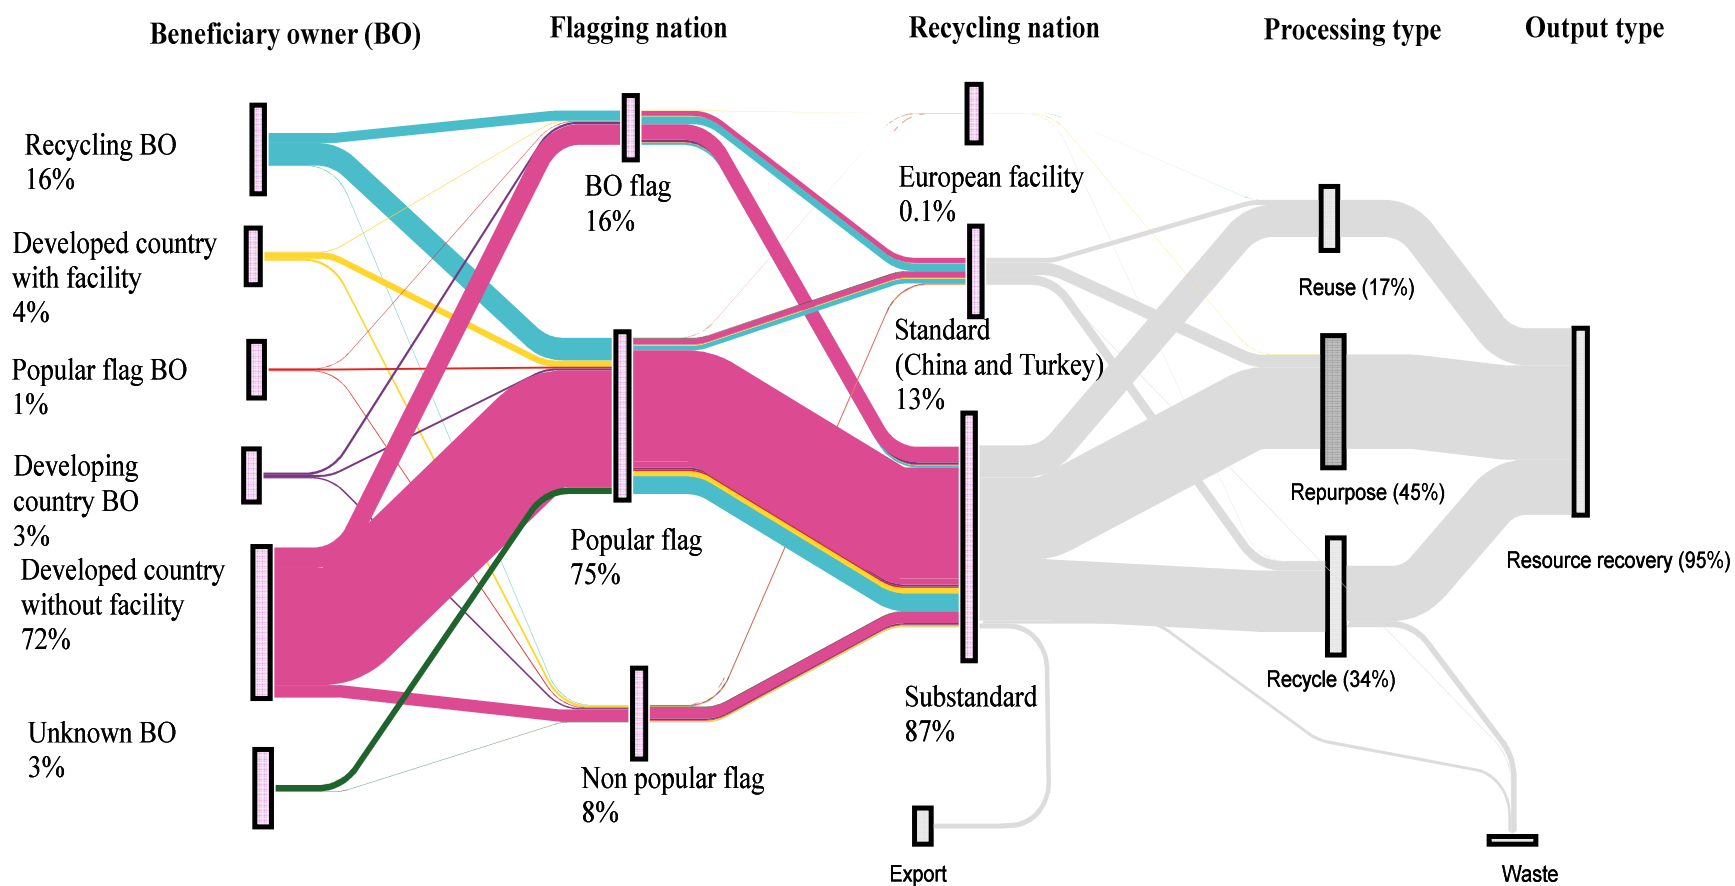 Beneficiary owner (BO)
Flagging nation
Recycling nation
Processing type
Output type
Recycling BO
16%
Developed country
with facility
4%
Popular flag BO
1%
Developing
country BO
3%
Developed country
without facility
72%
Unknown BO
3%
BO flag
16%
Popular flag
75%
Non popular flag
8%
European facility
0.1%
Standard
(China and Turkey)
13%
Substandard
87%
Export
Reuse (17%)
Repurpose (45%)
Recycle (34%)
Resource recovery (95%)
Waste